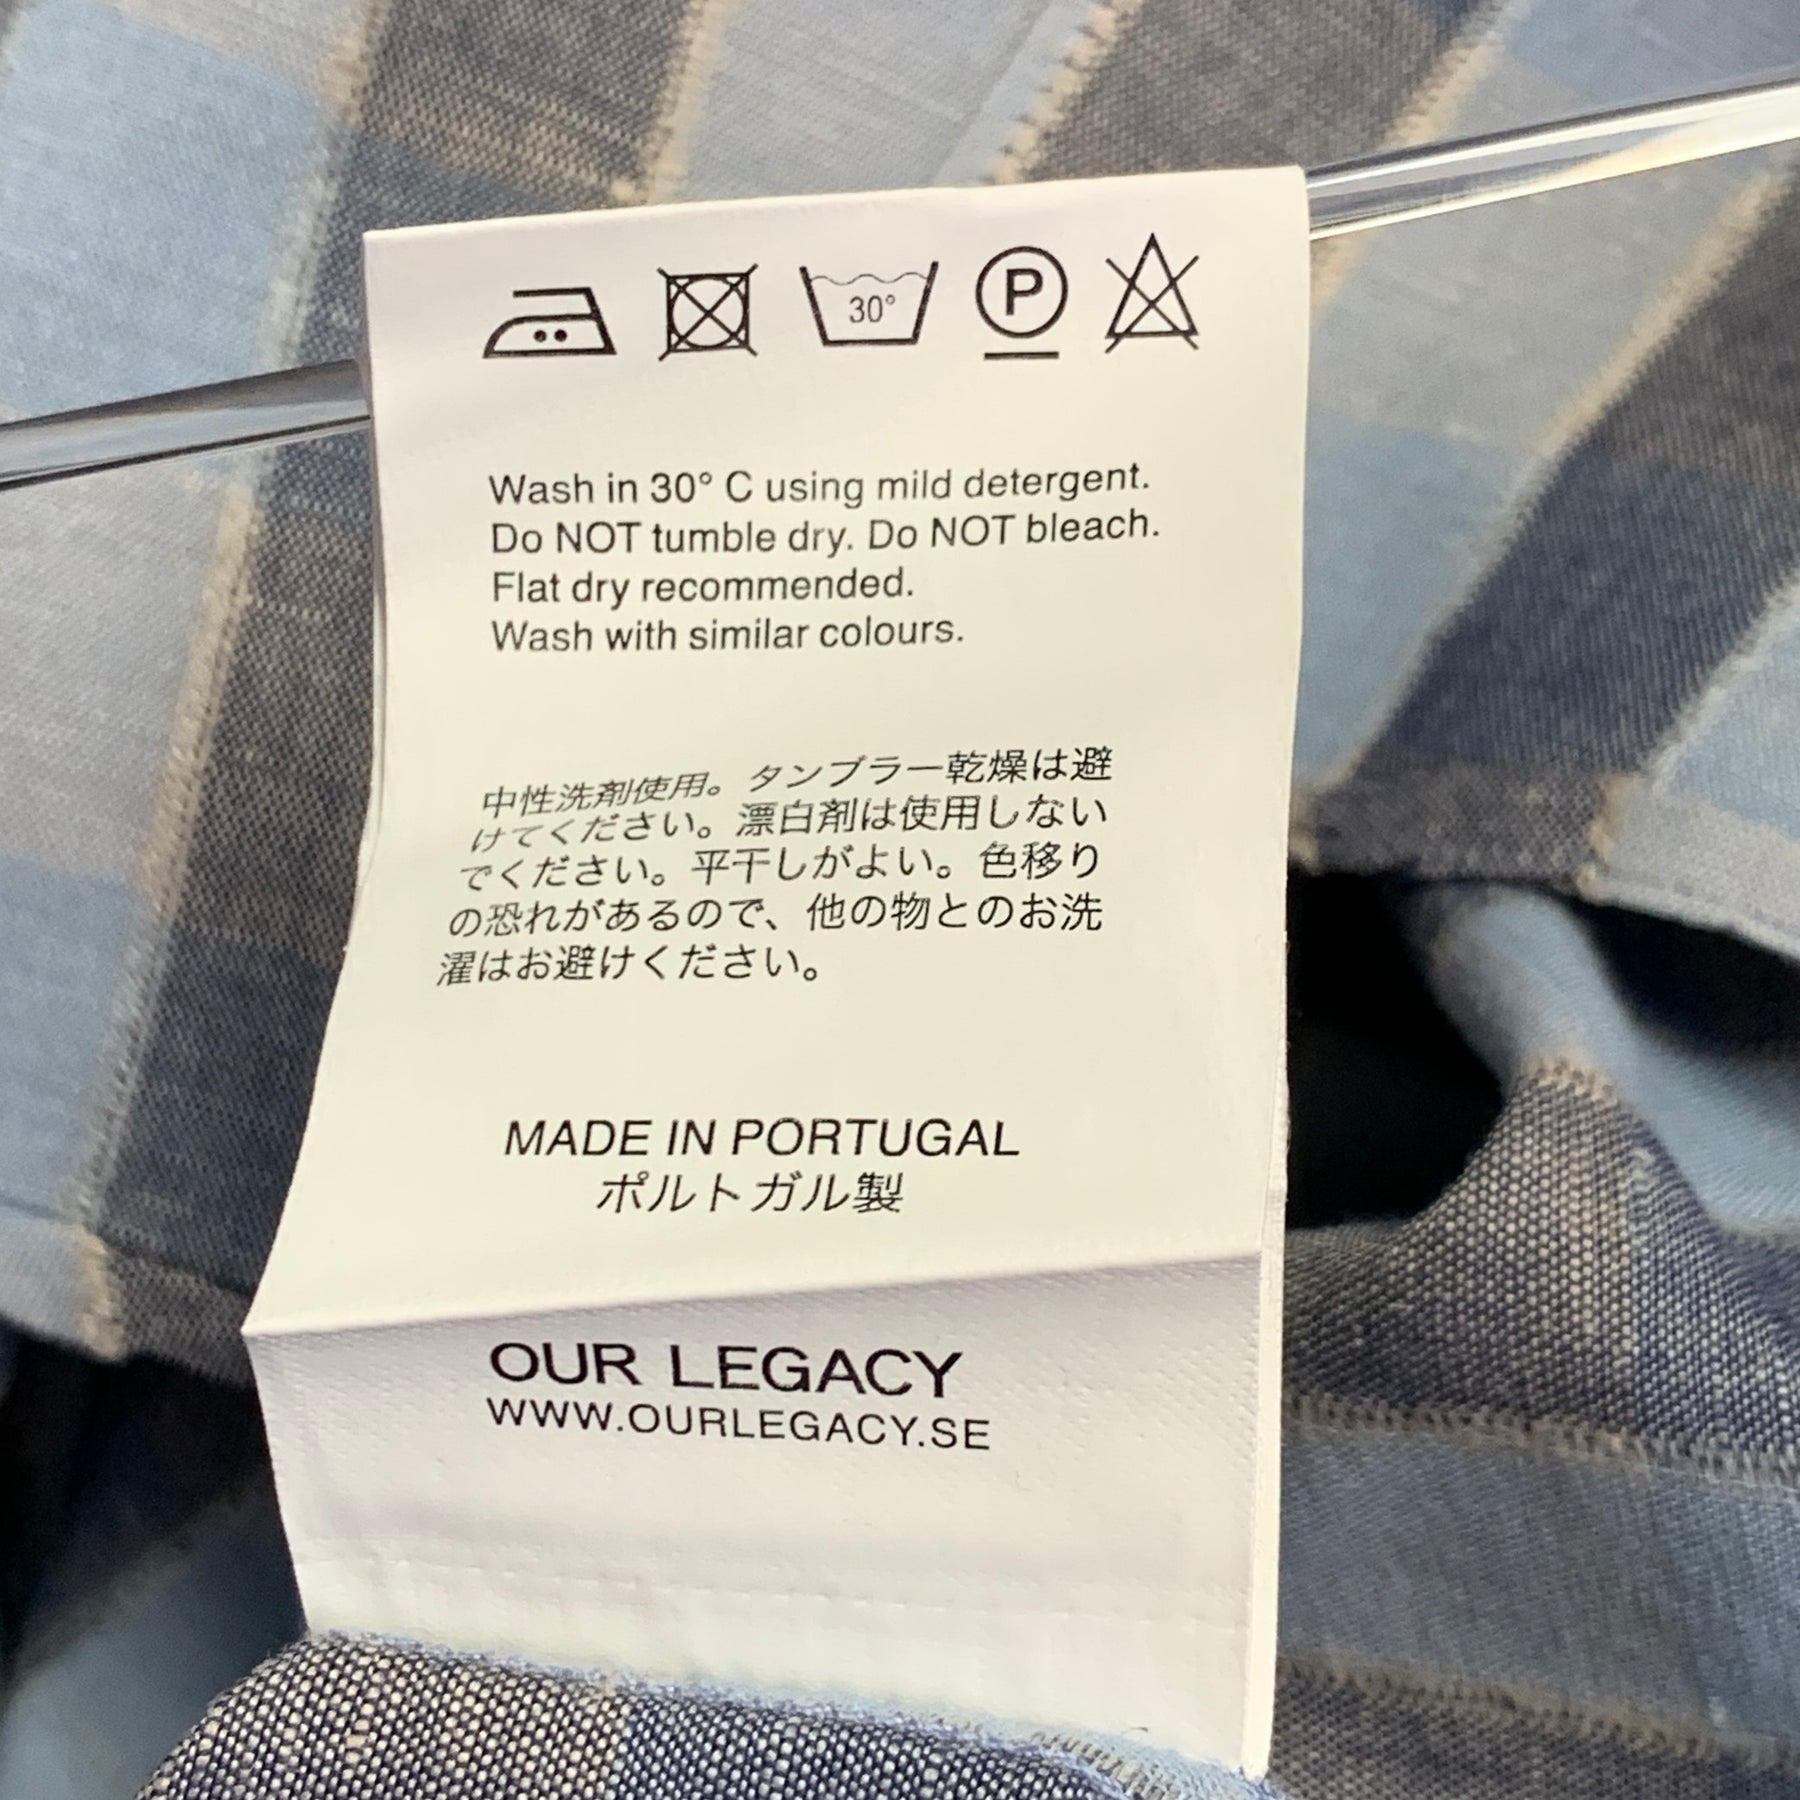 30°
P
Wash in 30° C using mild detergent.
Do NOT tumble dry. Do NOT bleach.
Flat dry recommended.
Wash with similar colours.
中性洗剤使用。タンブラー乾燥は避
けてください。漂白剤は使用しない
でください。平干しがよい。色移り
の恐れがあるので、他の物とのお洗
濯はお避けください。
MADE IN PORTUGAL
ポルトガル製
OUR LEGACY
WWW.OURLEGACY.SE